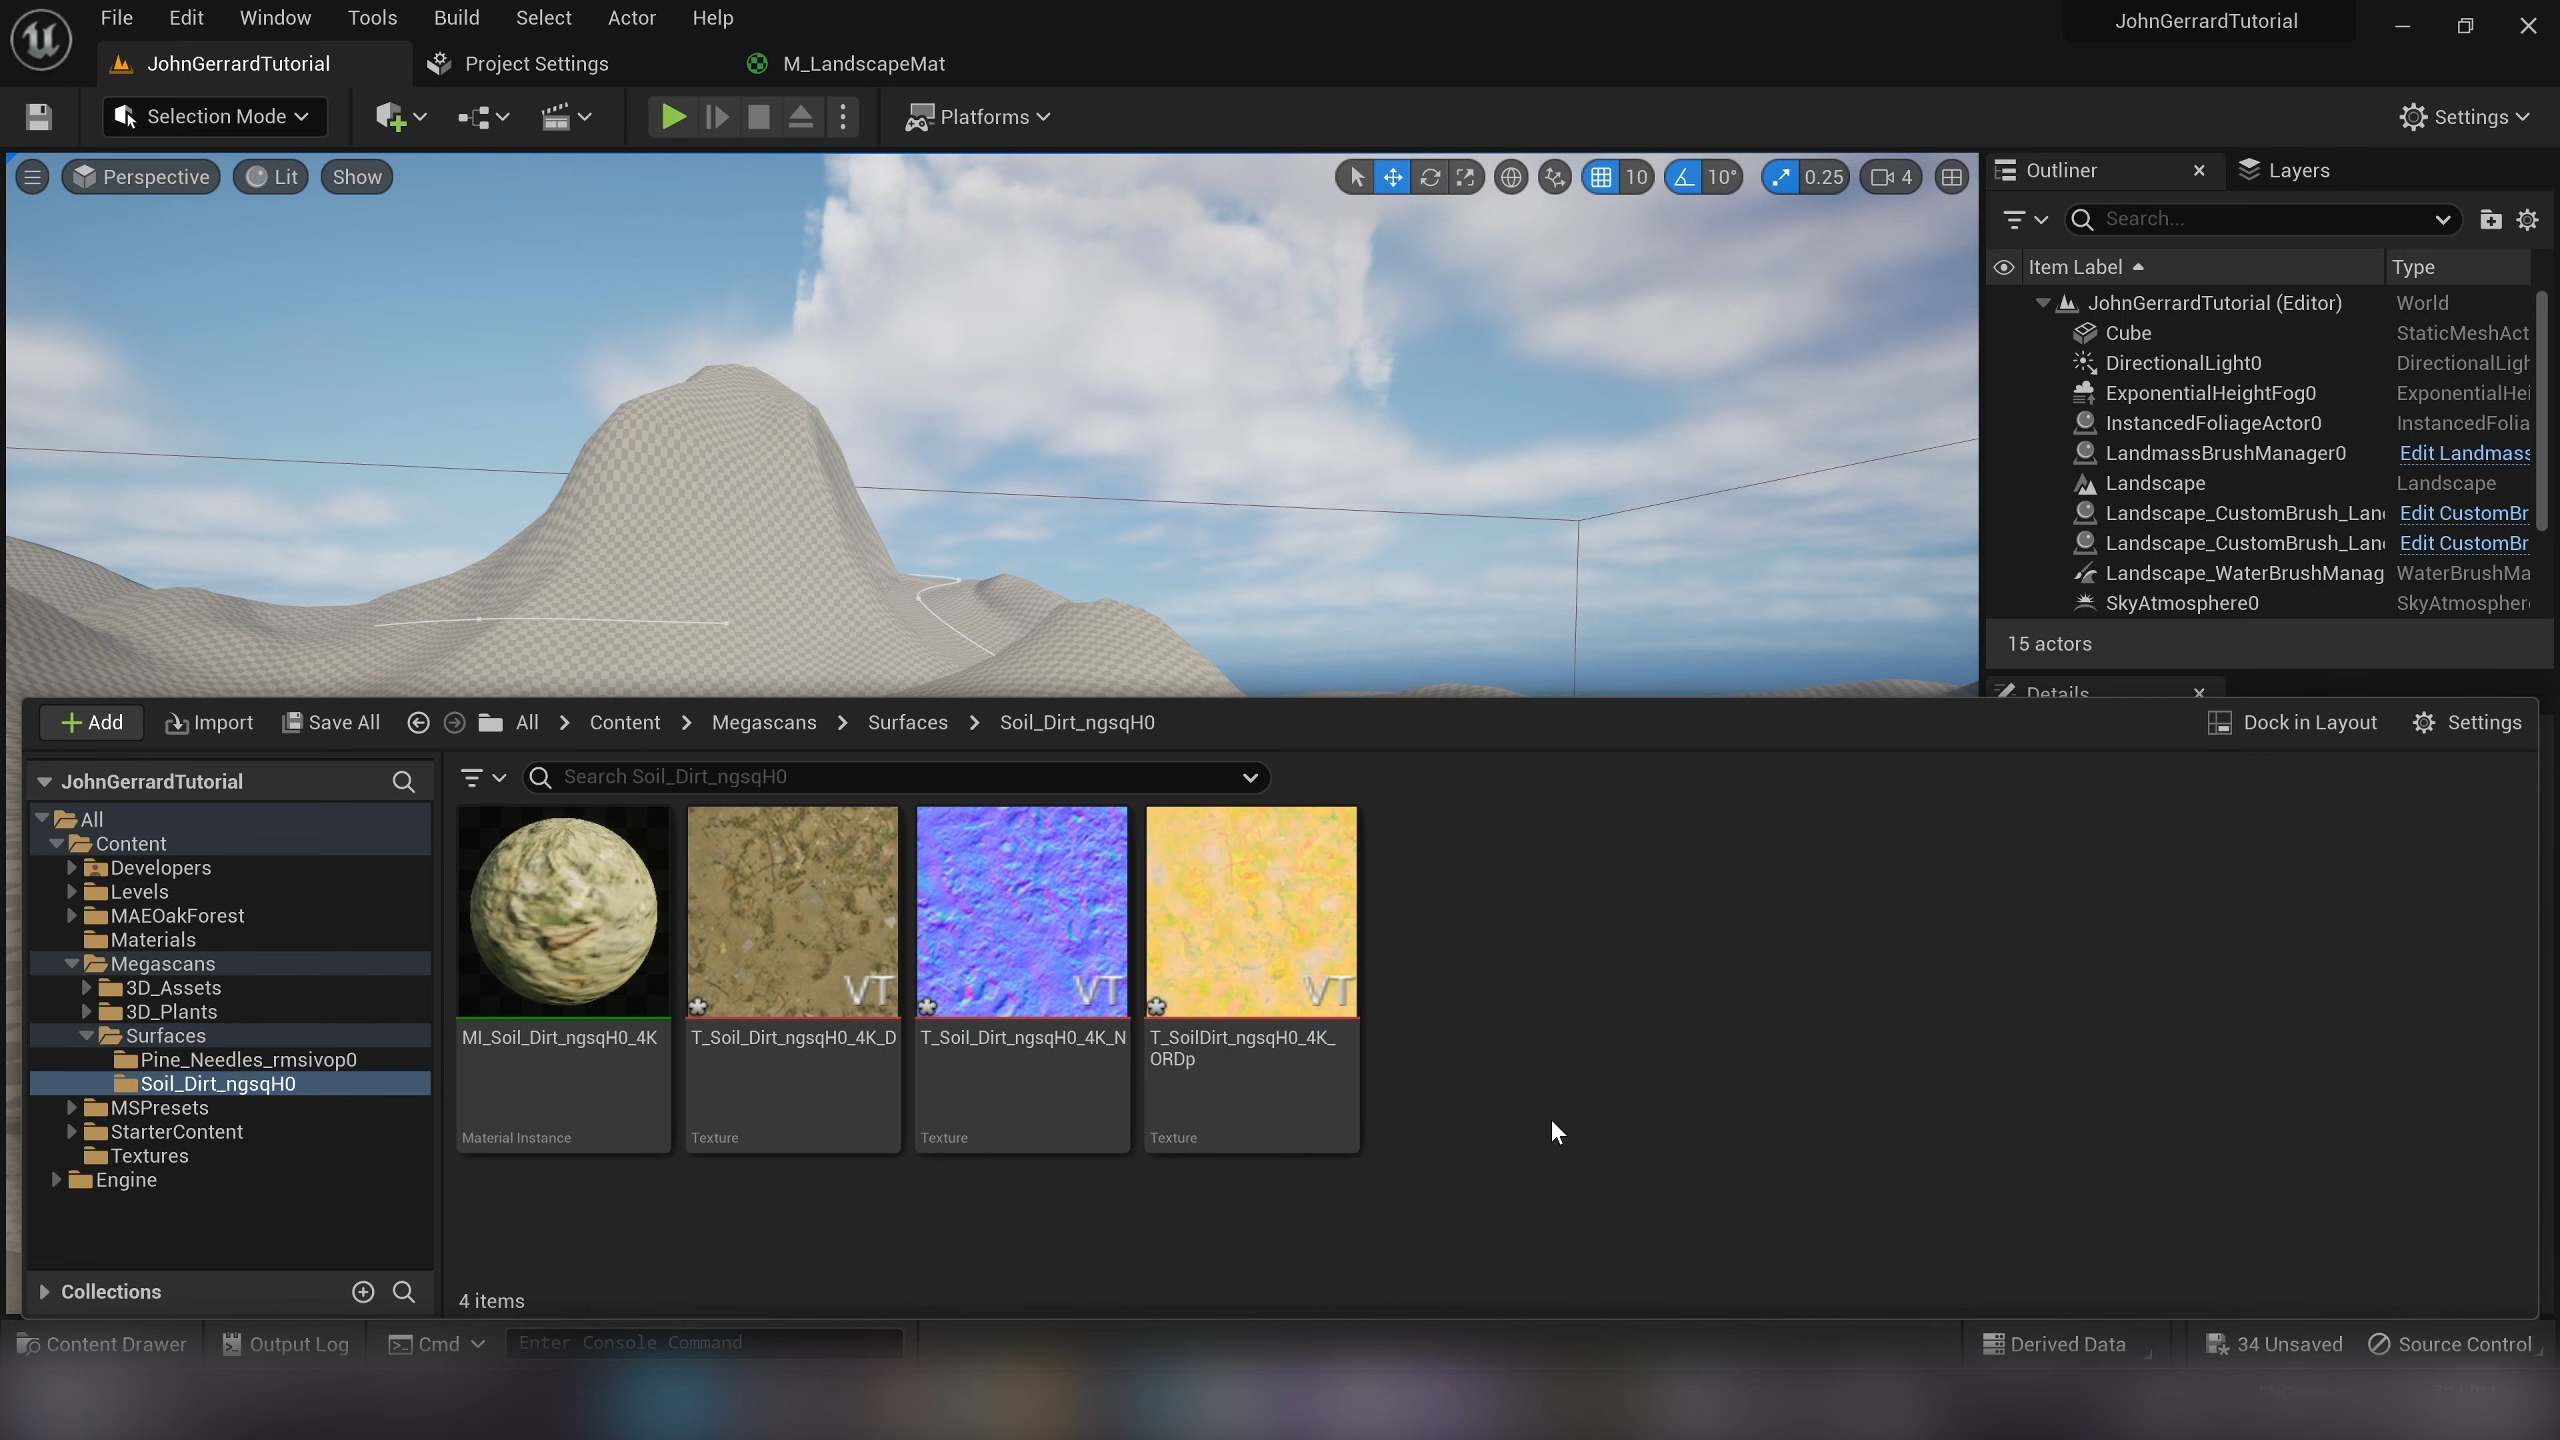 File Edit Window Tools Build Select Actor Help
JohnGerrardTutorial
JohnGerrardTutorial Project Settings M_LandscapeMat
Selection Mode Platforms Settings
Perspective Lit Show 10 10° 0.25 4
Outliner Layers
Search...
Item Label Type
JohnGerrardTutorial (Editor) World
Cube StaticMeshAct
DirectionalLight0 DirectionalLigh
ExponentialHeightFog0 ExponentialHei
InstancedFoliageActor0 InstancedFolia
LandmassBrushManager0 Edit Landmass
Landscape Landscape
Landscape_CustomBrush_Lan Edit CustomBr
Landscape_CustomBrush_Lan Edit CustomBr
Landscape_WaterBrushManag WaterBrushMa
SkyAtmosphere0 SkyAtmospher
15 actors
Details
Add Import Save All All > Content > Megascans > Surfaces > Soil_Dirt_ngsqH0 Dock in Layout Settings
JohnGerrardTutorial
Search Soil_Dirt_ngsqH0
All
Content
Developers
Levels
MAEOakForest
Materials
Megascans
3D_Assets
3D_Plants
Surfaces
Pine_Needles_rmsivop0
Soil_Dirt_ngsqH0
MSPresets
StarterContent
Textures
Engine
VT VT VT
MI_Soil_Dirt_ngsqH0_4K
Material Instance
T_Soil_Dirt_ngsqH0_4K_D
Texture
T_Soil_Dirt_ngsqH0_4K_N
Texture
T_SoilDirt_ngsqH0_4K_
ORDp
Texture
Collections
4 items
Content Drawer Output Log Cmd Enter Console Command Derived Data 34 Unsaved Source Control